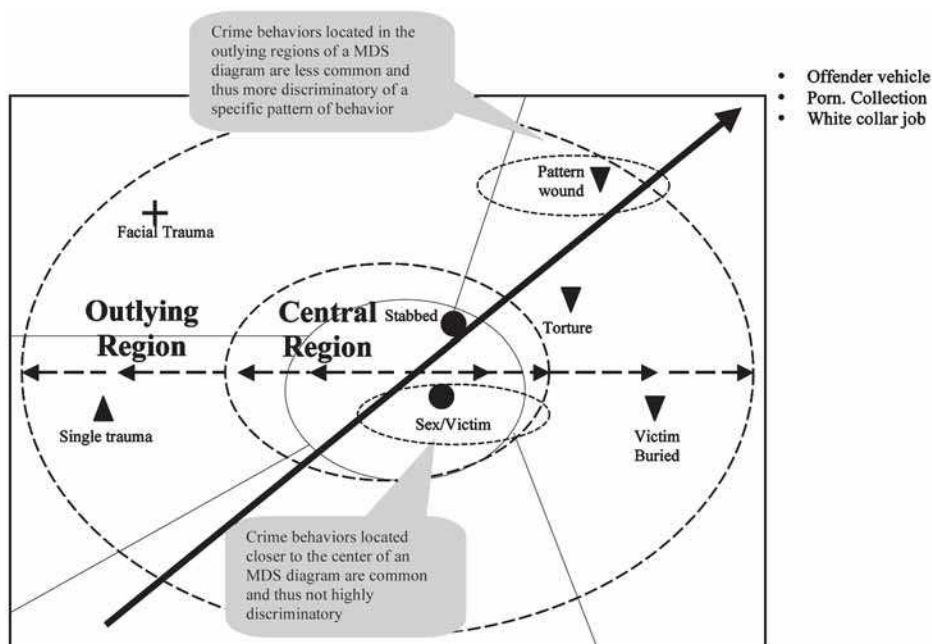 Crime behaviors located in the
outlying regions of a MDS
diagram are less common and
thus more discriminatory of a
specific pattern of behavior
• Offender vehicle
• Porn. Collection
• White collar job
Pattern
wound
Facial Trauma
Outlying
Region
Central
Region
Stabbed
Torture
Single trauma
Sex/Victim
Victim
Buried
Crime behaviors located
closer to the center of an
MDS diagram are common
and thus not highly
discriminatory